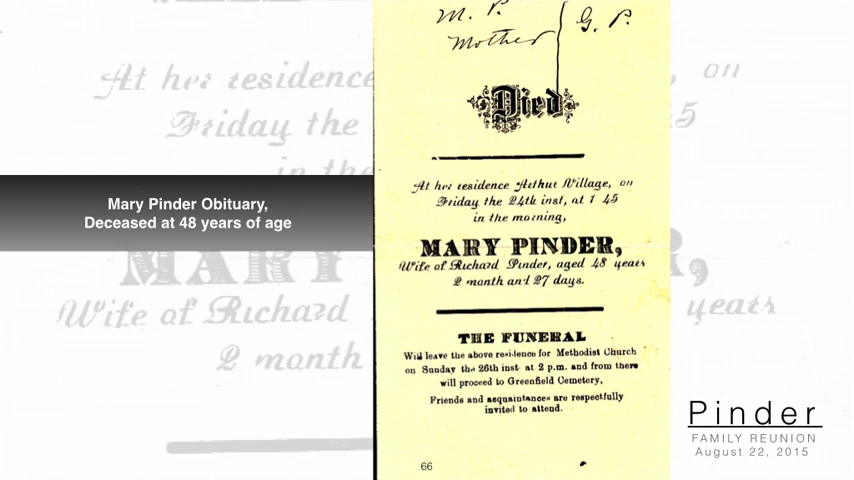 M. P. G. P.
Mother
Died
At her residence Arthur Village, on
Friday the 24th inst, at 1 45
in the morning,
MARY PINDER,
Wife of Richard Pinder, aged 48 years
2 month and 27 days.
THE FUNERAL
Will leave the above residence for Methodist Church
on Sunday the 26th inst. at 2 p.m. and from there
will proceed to Greenfield Cemetery,
Friends and acquaintances are respectfully
invited to attend.
66
At her residence , on
Friday the 5
in the
MARY R,
Wife of Richard years
2 month
Mary Pinder Obituary,
Deceased at 48 years of age
Pinder
FAMILY REUNION
August 22, 2015